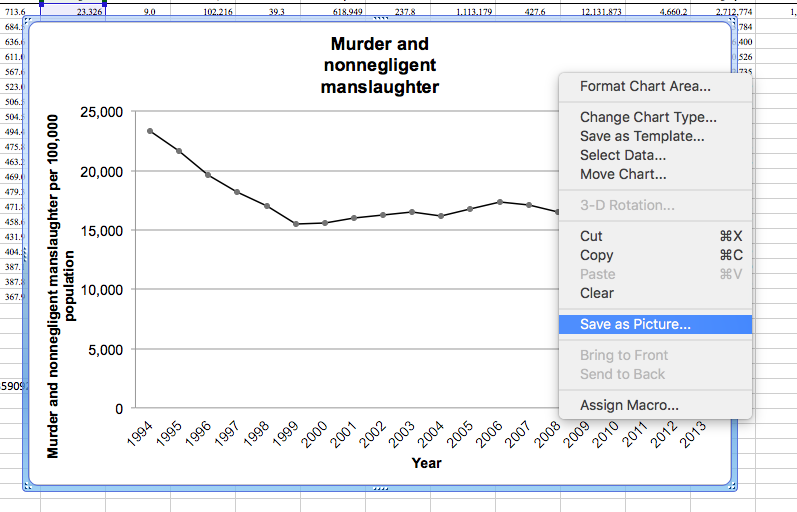 713.6 23,326 9.0 102,216 39.3 618,949 237.8 1,113,179 427.6 12,131,873 4,660.2 2,712,774 1,
684. ,784
636. ,400
611. ,526
567. ,735
523.
506.
504.
494.
475.
463.
469.
479.
471.
458.
431.
404.
387.
387.
367.9
59092
Murder and
nonnegligent
manslaughter
Murder and nonnegligent manslaughter per 100,000
population
25,000
20,000
15,000
10,000
5,000
0
1994 1995 1996 1997 1998 1999 2000 2001 2002 2003 2004 2005 2006 2007 2008 2009 2010 2011 2012 2013
Year
Format Chart Area...
Change Chart Type...
Save as Template...
Select Data...
Move Chart...
3-D Rotation...
Cut ⌘X
Copy ⌘C
Paste ⌘V
Clear
Save as Picture...
Bring to Front
Send to Back
Assign Macro...